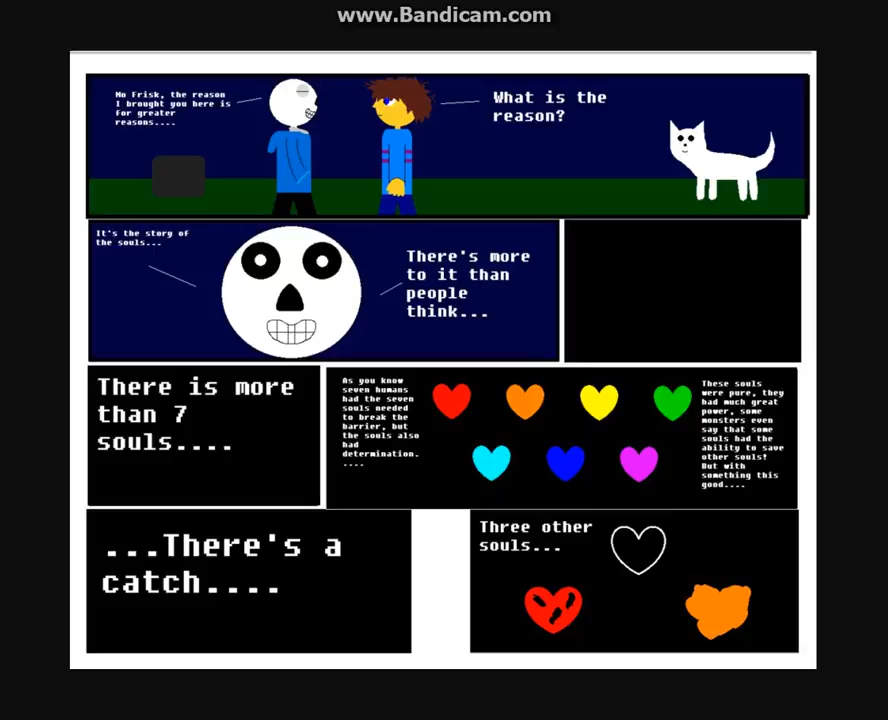 www.Bandicam.com
No Frisk, the reason
I brought you here is
for greater
reasons....
What is the
reason?
It's the story of
the souls...
There's more
to it than
people
think...
There is more
than 7
souls....
As you know
seven humans
had the seven
souls needed
to break the
barrier, but
the souls also
had
determination.
....
These souls
were pure, they
had much great
power, some
monsters even
say that some
souls had the
ability to save
other souls!
But with
something this
good....
...There's a
catch....
Three other
souls...